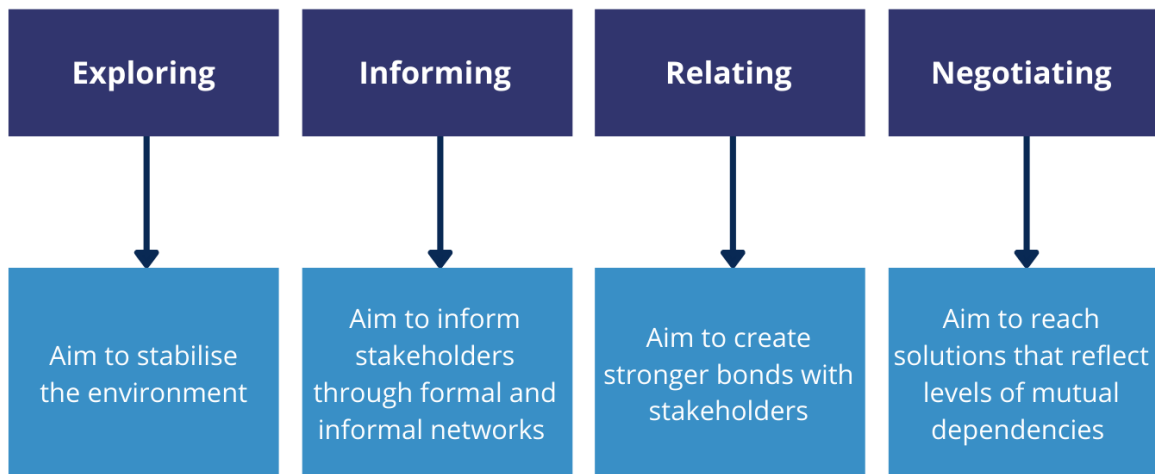 Exploring
Informing
Relating
Negotiating
Aim to stabilise
the environment
Aim to inform
stakeholders
through formal and
informal networks
Aim to create
stronger bonds with
stakeholders
Aim to reach
solutions that reflect
levels of mutual
dependencies